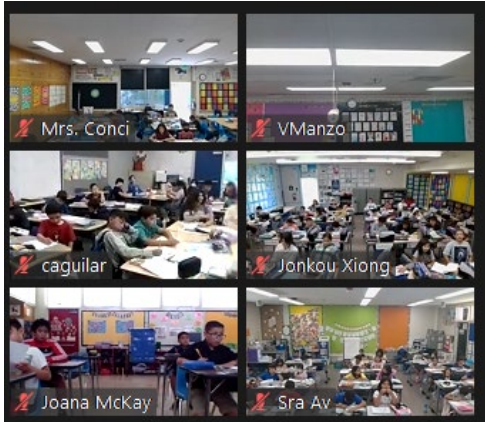 Mrs. Conci
VManzo
caguilar
Jonkou Xiong
Joana McKay
Sra Av